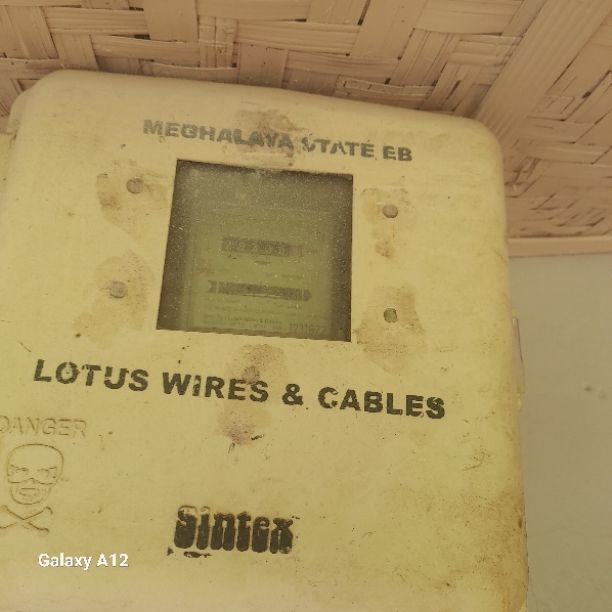 MEGHALAYA STATE EB
LOTUS WIRES & CABLES
DANGER
Sintex
Galaxy A12